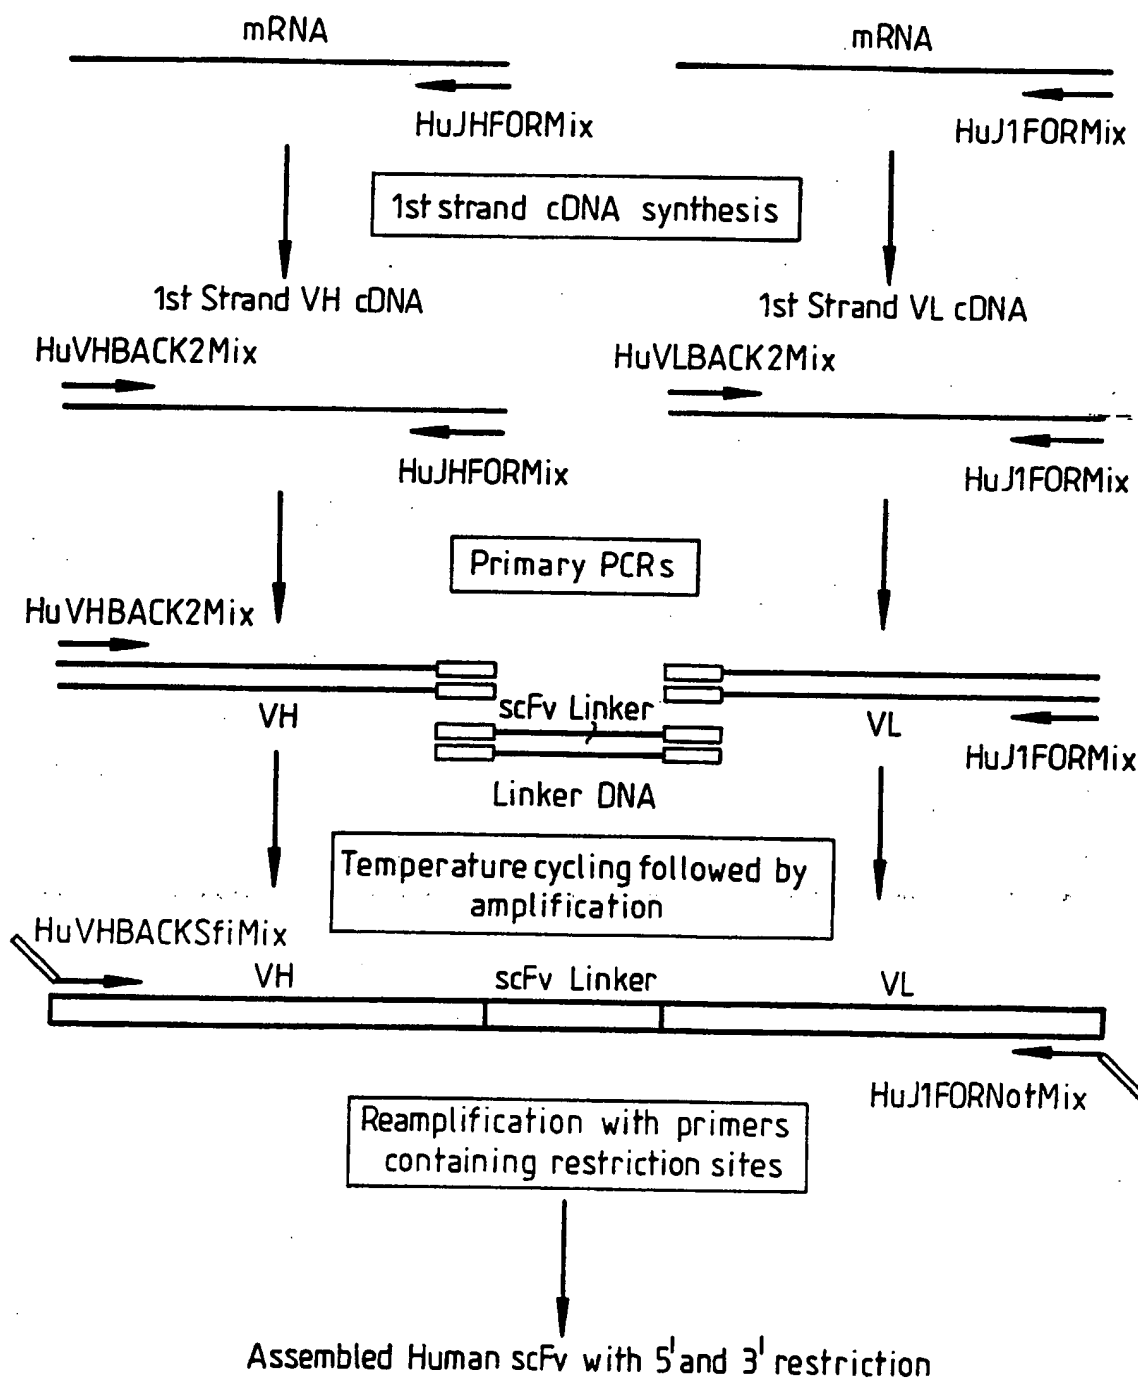 mRNA
mRNA
HuJHFORMix
HuJ1FORMix
1st strand cDNA synthesis
1st Strand VH cDNA
1st Strand VL cDNA
HuVHBACK2Mix
HuVLBACK2Mix
HuJHFORMix
HuJ1FORMix
Primary PCRs
HuVHBACK2Mix
VH
scFv Linker
VL
HuJ1FORMix
Linker DNA
Temperature cycling followed by
amplification
HuVHBACKSfiMix
VH
scFv Linker
VL
HuJ1FORNotMix
Reamplification with primers
containing restriction sites
Assembled Human scFv with 5' and 3' restriction